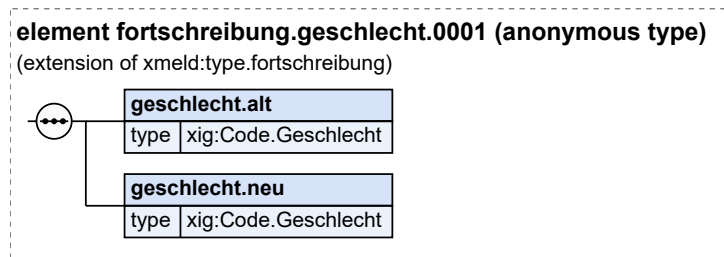 element fortschreibung.geschlecht.0001 (anonymous type)
(extension of xmeld:type.fortschreibung)
geschlecht.alt
type xig:Code.Geschlecht
geschlecht.neu
type xig:Code.Geschlecht